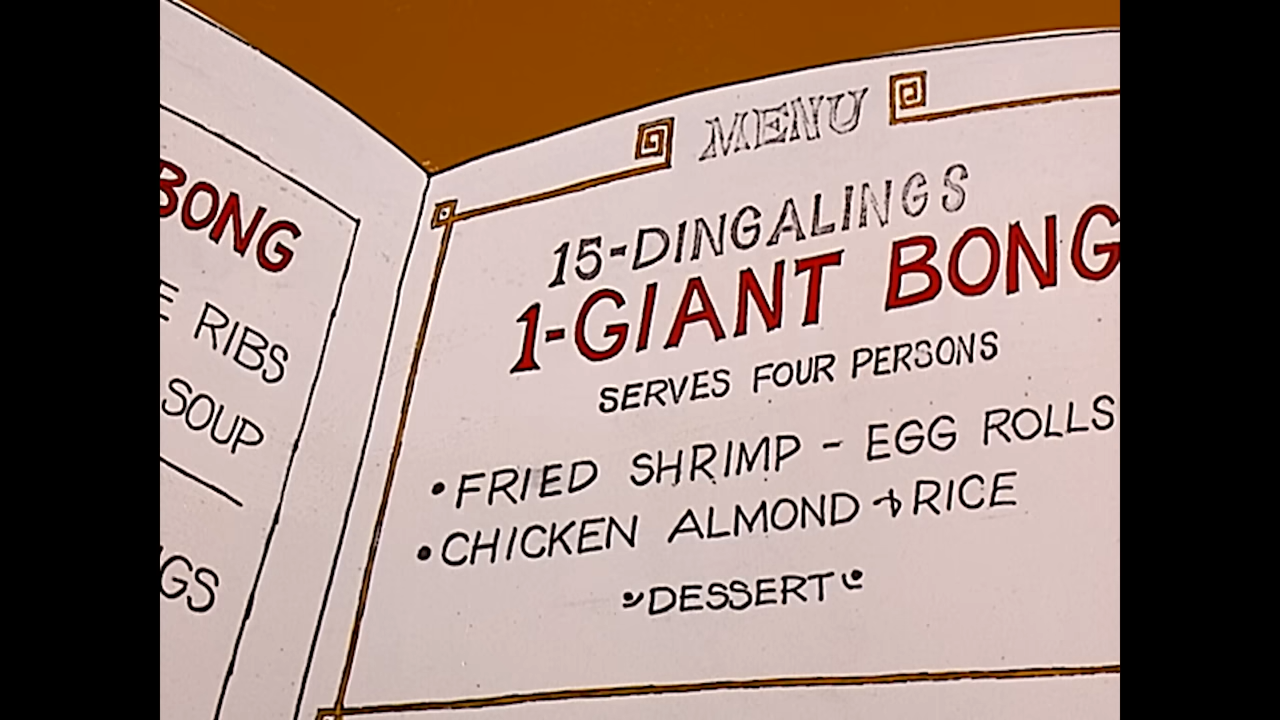 BONG
RIBS
SOUP
MENU
15-DINGALINGS
1-GIANT BONG
SERVES FOUR PERSONS
•FRIED SHRIMP - EGG ROLLS
•CHICKEN ALMOND & RICE
DESSERT